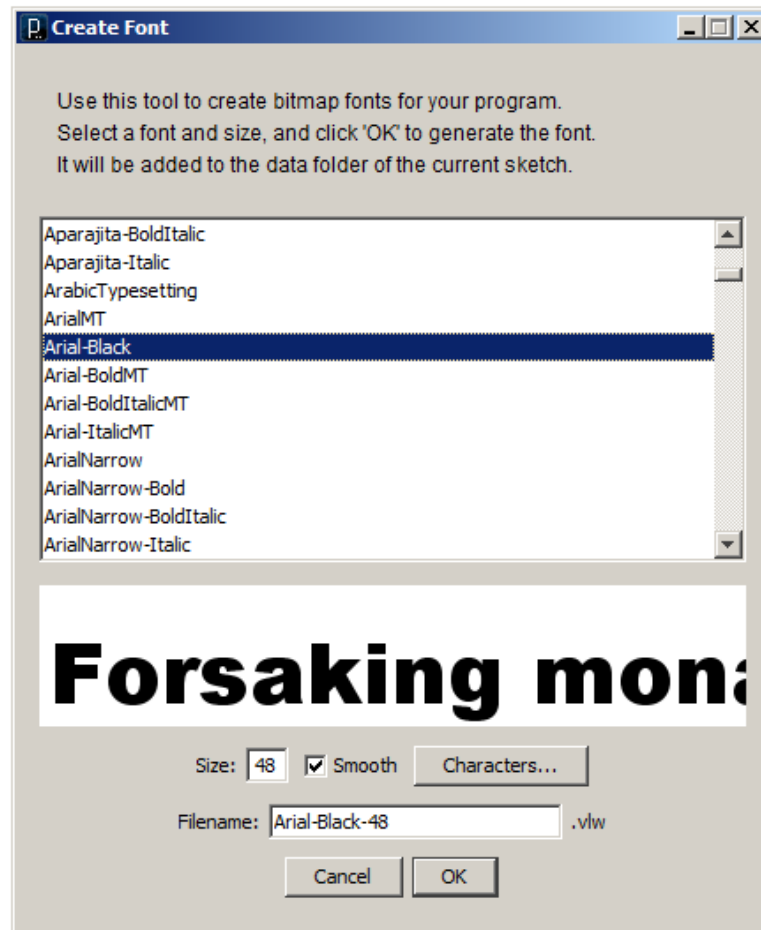 Create Font
Use this tool to create bitmap fonts for your program.
Select a font and size, and click 'OK' to generate the font.
It will be added to the data folder of the current sketch.
Aparajita-BoldItalic
Aparajita-Italic
ArabicTypesetting
ArialMT
Arial-Black
Arial-BoldMT
Arial-BoldItalicMT
Arial-ItalicMT
ArialNarrow
ArialNarrow-Bold
ArialNarrow-BoldItalic
ArialNarrow-Italic
Forsaking mona
Size: 48 Smooth Characters...
Filename: Arial-Black-48 .vlw
Cancel OK